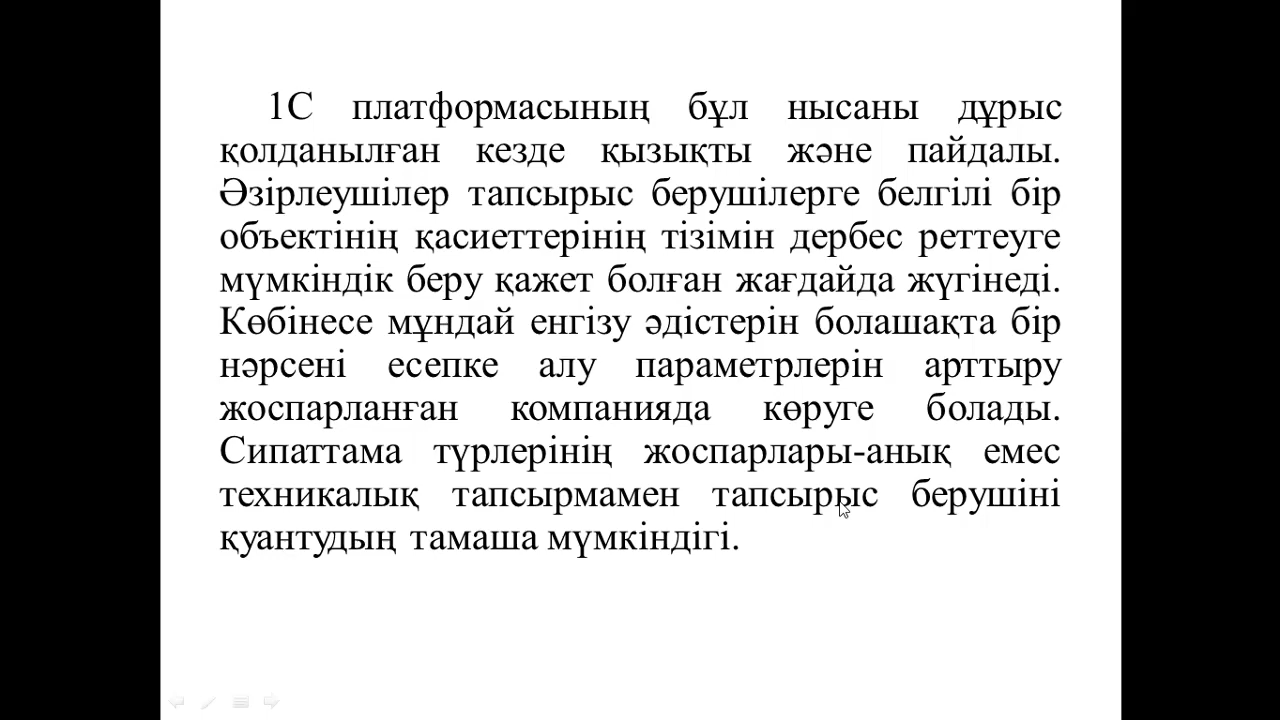 1С платформасының бұл нысаны дұрыс
қолданылған кезде қызықты және пайдалы.
Әзірлеушілер тапсырыс берушілерге белгілі бір
объектінің қасиеттерінің тізімін дербес реттеуге
мүмкіндік беру қажет болған жағдайда жүгінеді.
Көбінесе мұндай енгізу әдістерін болашақта бір
нәрсені есепке алу параметрлерін арттыру
жоспарланған компанияда көруге болады.
Сипаттама түрлерінің жоспарлары-анық емес
техникалық тапсырмамен тапсырыс берушіні
қуантудың тамаша мүмкіндігі.